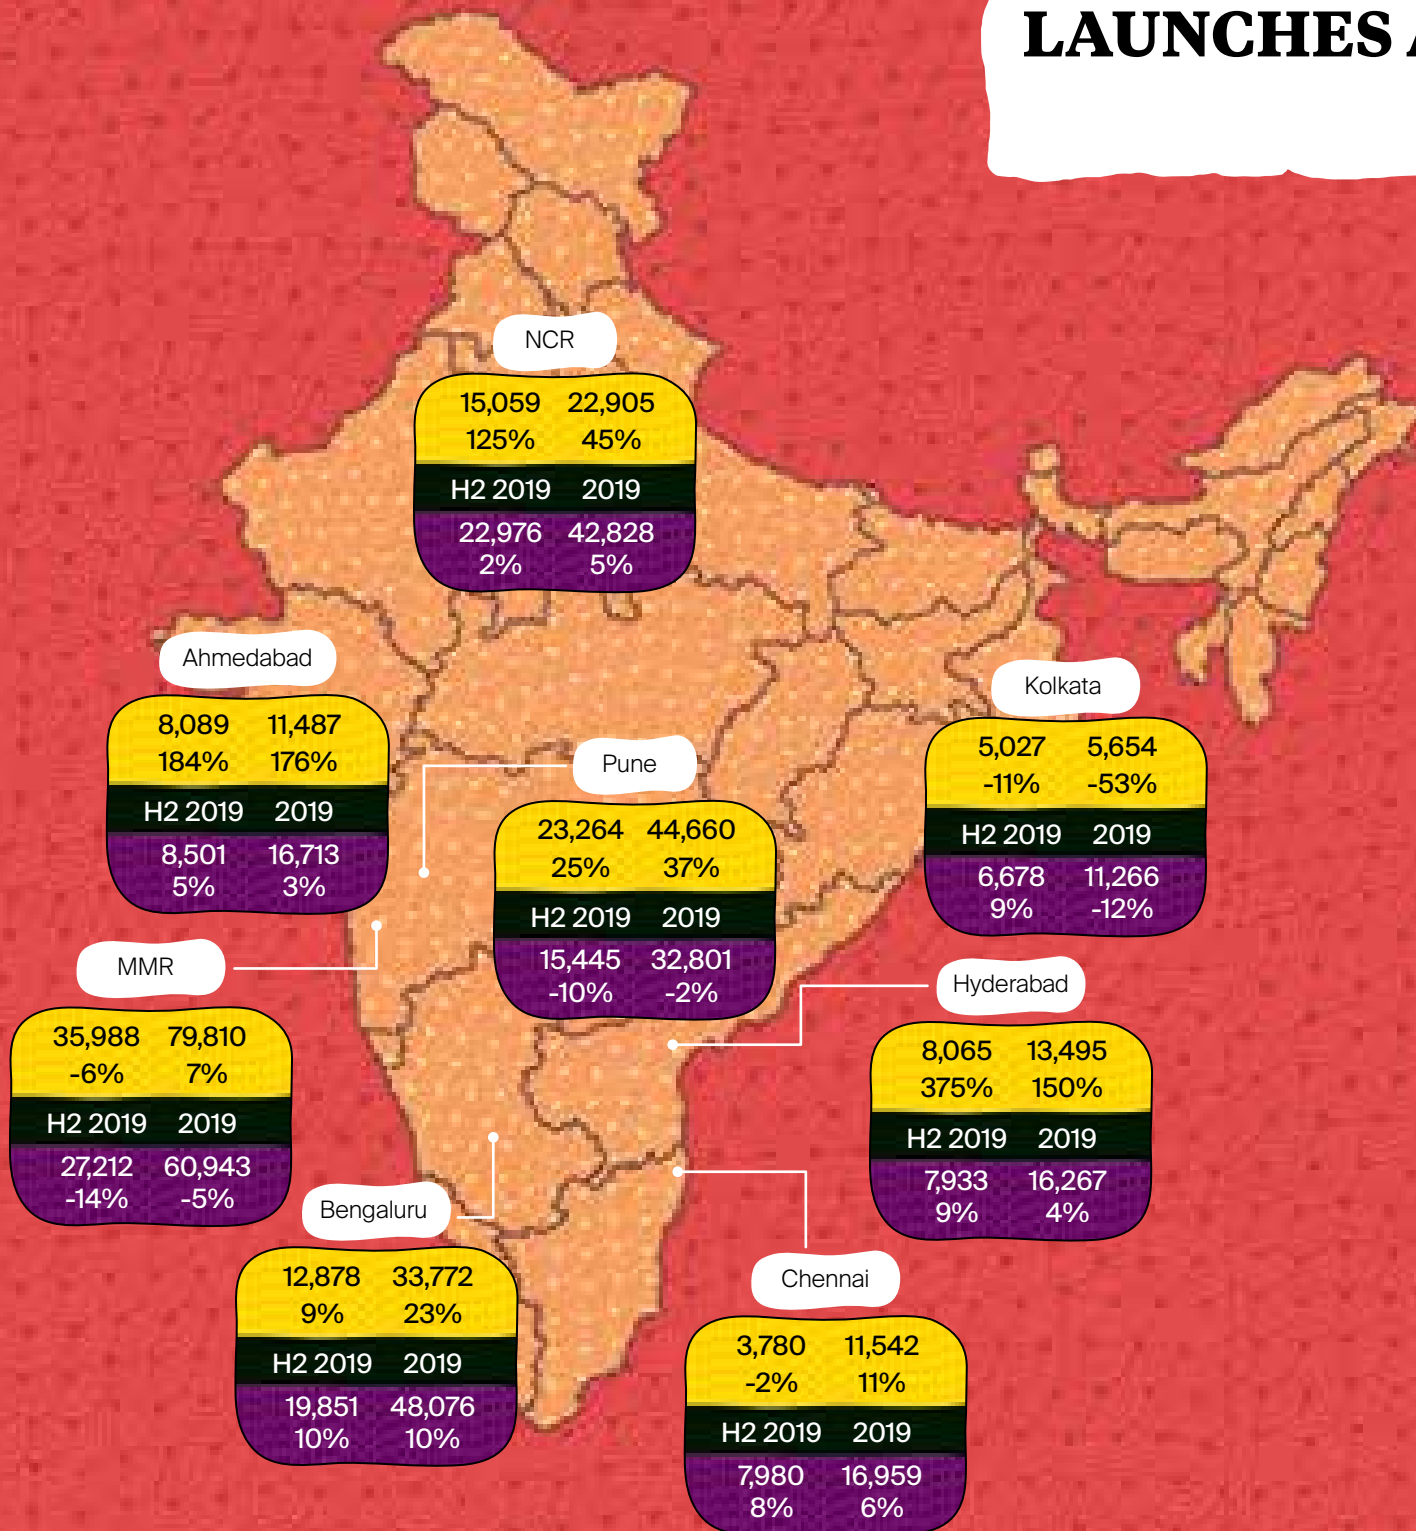 LAUNCHES
NCR
15,059 22,905
125% 45%
H2 2019 2019
22,976 42,828
2% 5%
Ahmedabad
8,089 11,487
184% 176%
H2 2019 2019
8,501 16,713
5% 3%
Kolkata
5,027 5,654
-11% -53%
H2 2019 2019
6,678 11,266
9% -12%
Pune
23,264 44,660
25% 37%
H2 2019 2019
15,445 32,801
-10% -2%
MMR
35,988 79,810
-6% 7%
H2 2019 2019
27,212 60,943
-14% -5%
Hyderabad
8,065 13,495
375% 150%
H2 2019 2019
7,933 16,267
9% 4%
Bengaluru
12,878 33,772
9% 23%
H2 2019 2019
19,851 48,076
10% 10%
Chennai
3,780 11,542
-2% 11%
H2 2019 2019
7,980 16,959
8% 6%